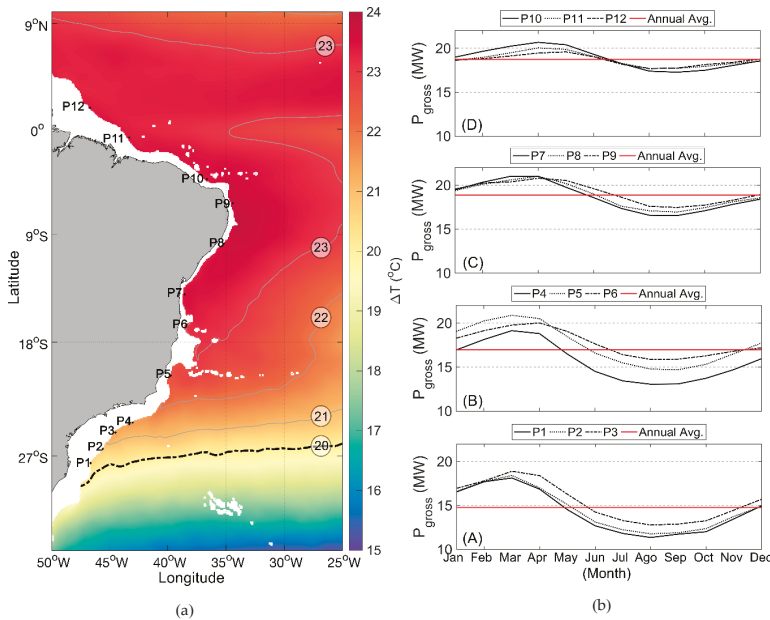 9°N
0°
9°S
18°S
27°S
50°W
45°W
40°W
35°W
30°W
25°W
Latitude
Longitude
P12
P11
P10
P9
P8
P7
P6
P5
P4
P3
P2
P1
23
23
22
21
20
24
23
22
21
20
19
18
17
16
15
ΔT (°C)
(a)
P10 P11 P12 Annual Avg.
P gross (MW)
20
15
10
(D)
P7 P8 P9 Annual Avg.
P gross (MW)
20
15
10
(C)
P4 P5 P6 Annual Avg.
P gross (MW)
20
15
10
(B)
P1 P2 P3 Annual Avg.
P gross (MW)
20
15
10
(A)
Jan Feb Mar Apr May Jun Jul Ago Sep Oct Nov Dec
(Month)
(b)